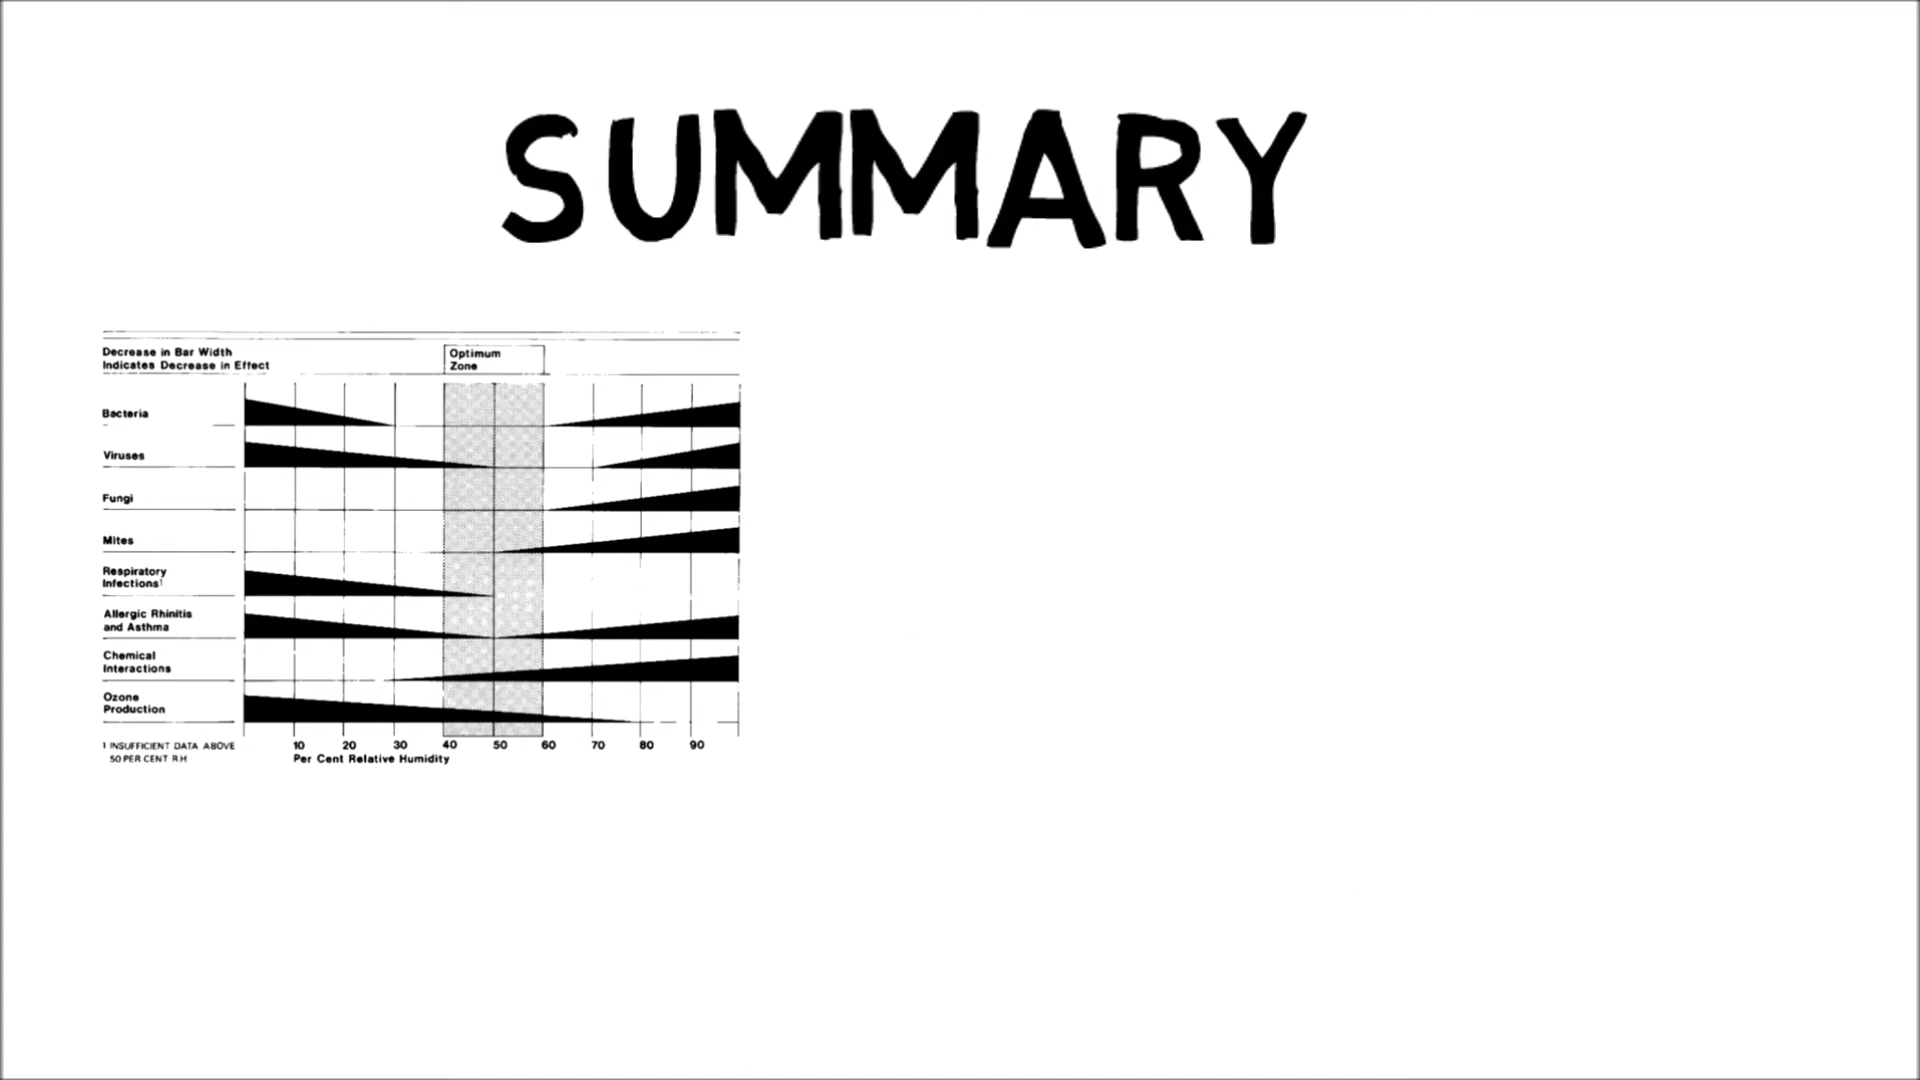 SUMMARY
Decrease in Bar Width
Indicates Decrease in Effect
Optimum
Zone
Bacteria
Viruses
Fungi
Mites
Respiratory
Infections¹
Allergic Rhinitis
and Asthma
Chemical
Interactions
Ozone
Production
1 INSUFFICIENT DATA ABOVE
50 PER CENT R.H
10 20 30 40 50 60 70 80 90
Per Cent Relative Humidity